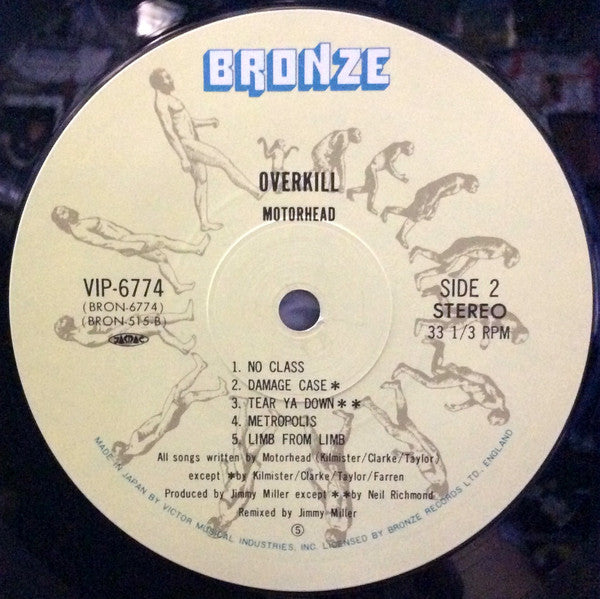 BRONZE
OVERKILL
MOTORHEAD
VIP-6774
(BRON-6774)
(BRON-515-B)
JASRAC
SIDE 2
STEREO
33 1/3 RPM
1. NO CLASS
2. DAMAGE CASE *
3. TEAR YA DOWN * *
4. METROPOLIS
5. LIMB FROM LIMB
All songs written by Motorhead (Kilmister/Clarke/Taylor)
except * by Kilmister/Clarke/Taylor/Farren
Produced by Jimmy Miller except * * by Neil Richmond
Remixed by Jimmy Miller
5
MADE IN JAPAN BY VICTOR MUSICAL INDUSTRIES, INC. LICENSED BY BRONZE RECORDS LTD. ENGLAND